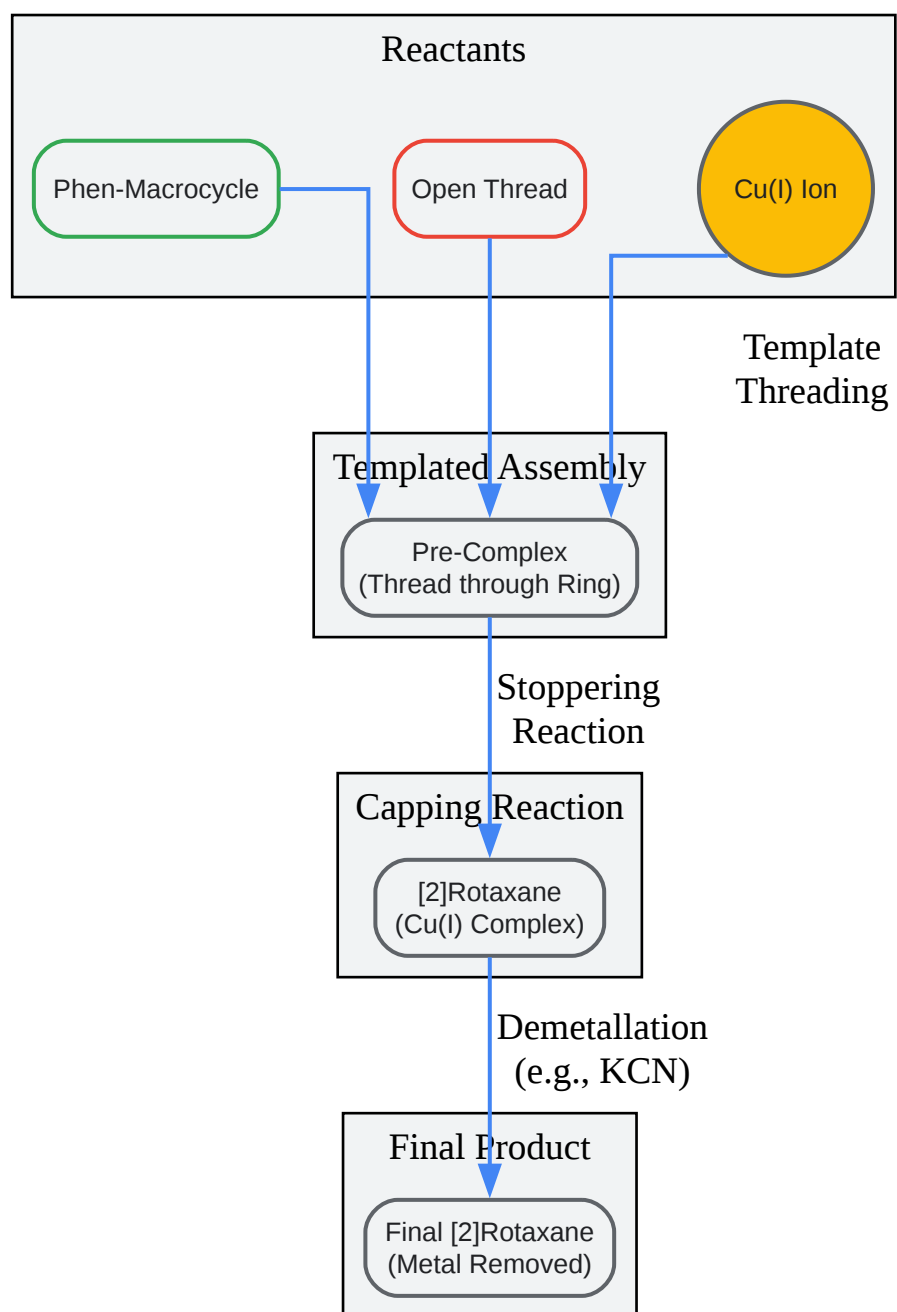 Reactants
Phen-Macrocycle
Open Thread
Cu(I) Ion
Template
Threading
Templated Assembly
Pre-Complex
(Thread through Ring)
Stoppering
Reaction
Capping Reaction
[2]Rotaxane
(Cu(I) Complex)
Demetallation
(e.g., KCN)
Final Product
Final [2]Rotaxane
(Metal Removed)